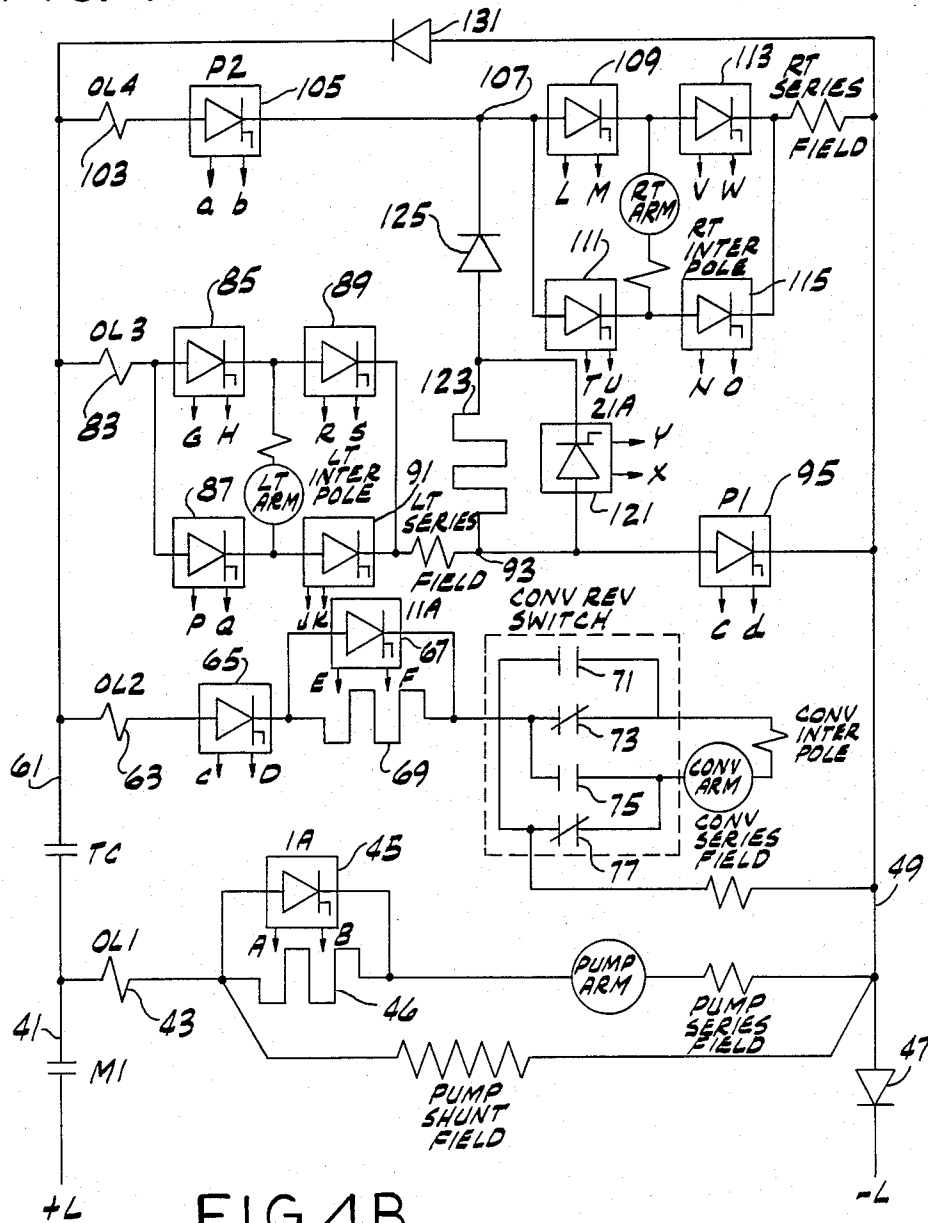 131
OL4
P2
105
107
109
113
RT
SERIES
FIELD
103
a b
L M
V W
RT
ARM
125
111
RT
INTER
POLE
115
85
89
OL3
83
G H
R S
123
T U
N O
21A
Y
X
121
LT
INTER
POLE
LT
ARM
87
91
LT
SERIES
FIELD
93
P1
95
P Q
J K
c d
11A
67
CONV REV
SWITCH
65
OL2
E F
71
61
63
C D
69
73
CONV
INTER
POLE
75
CONV
ARM
77
CONV
SERIES
FIELD
TC
1A
45
49
OL1
A B
PUMP
ARM
43
46
PUMP
SERIES
FIELD
41
47
M1
PUMP
SHUNT
FIELD
+L
-L
FIG.4B